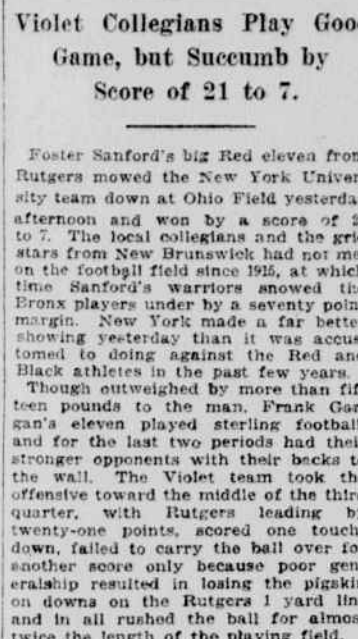 Violet Collegians Play Goo
Game, but Succumb by
Score of 21 to 7.
Foster Sanford's big Red eleven from
Rutgers mowed the New York Univer
sity team down at Ohio Field yesterda
afternoon and won by a score of 2
to 7. The local collegians and the gri
stars from New Brunswick had not me
on the football field since 1915, at which
time Sanford's warriors snowed th
Bronx players under by a seventy poin
margin. New York made a far bette
showing yesterday than it was accus
tomed to doing against the Red an
Black athletes in the past few years.
Though outweighed by more than fif
teen pounds to the man, Frank Gar
gan's eleven played sterling football
and for the last two periods had thei
stronger opponents with their backs t
the wall. The Violet team took th
offensive toward the middle of the third
quarter, with Rutgers leading b
twenty-one points, scored one touch
down, failed to carry the ball over fo
another score only because poor gen
eralship resulted in losing the pigski
on downs on the Rutgers 1 yard lin
and in all rushed the ball for almos
twice the length of the playing field